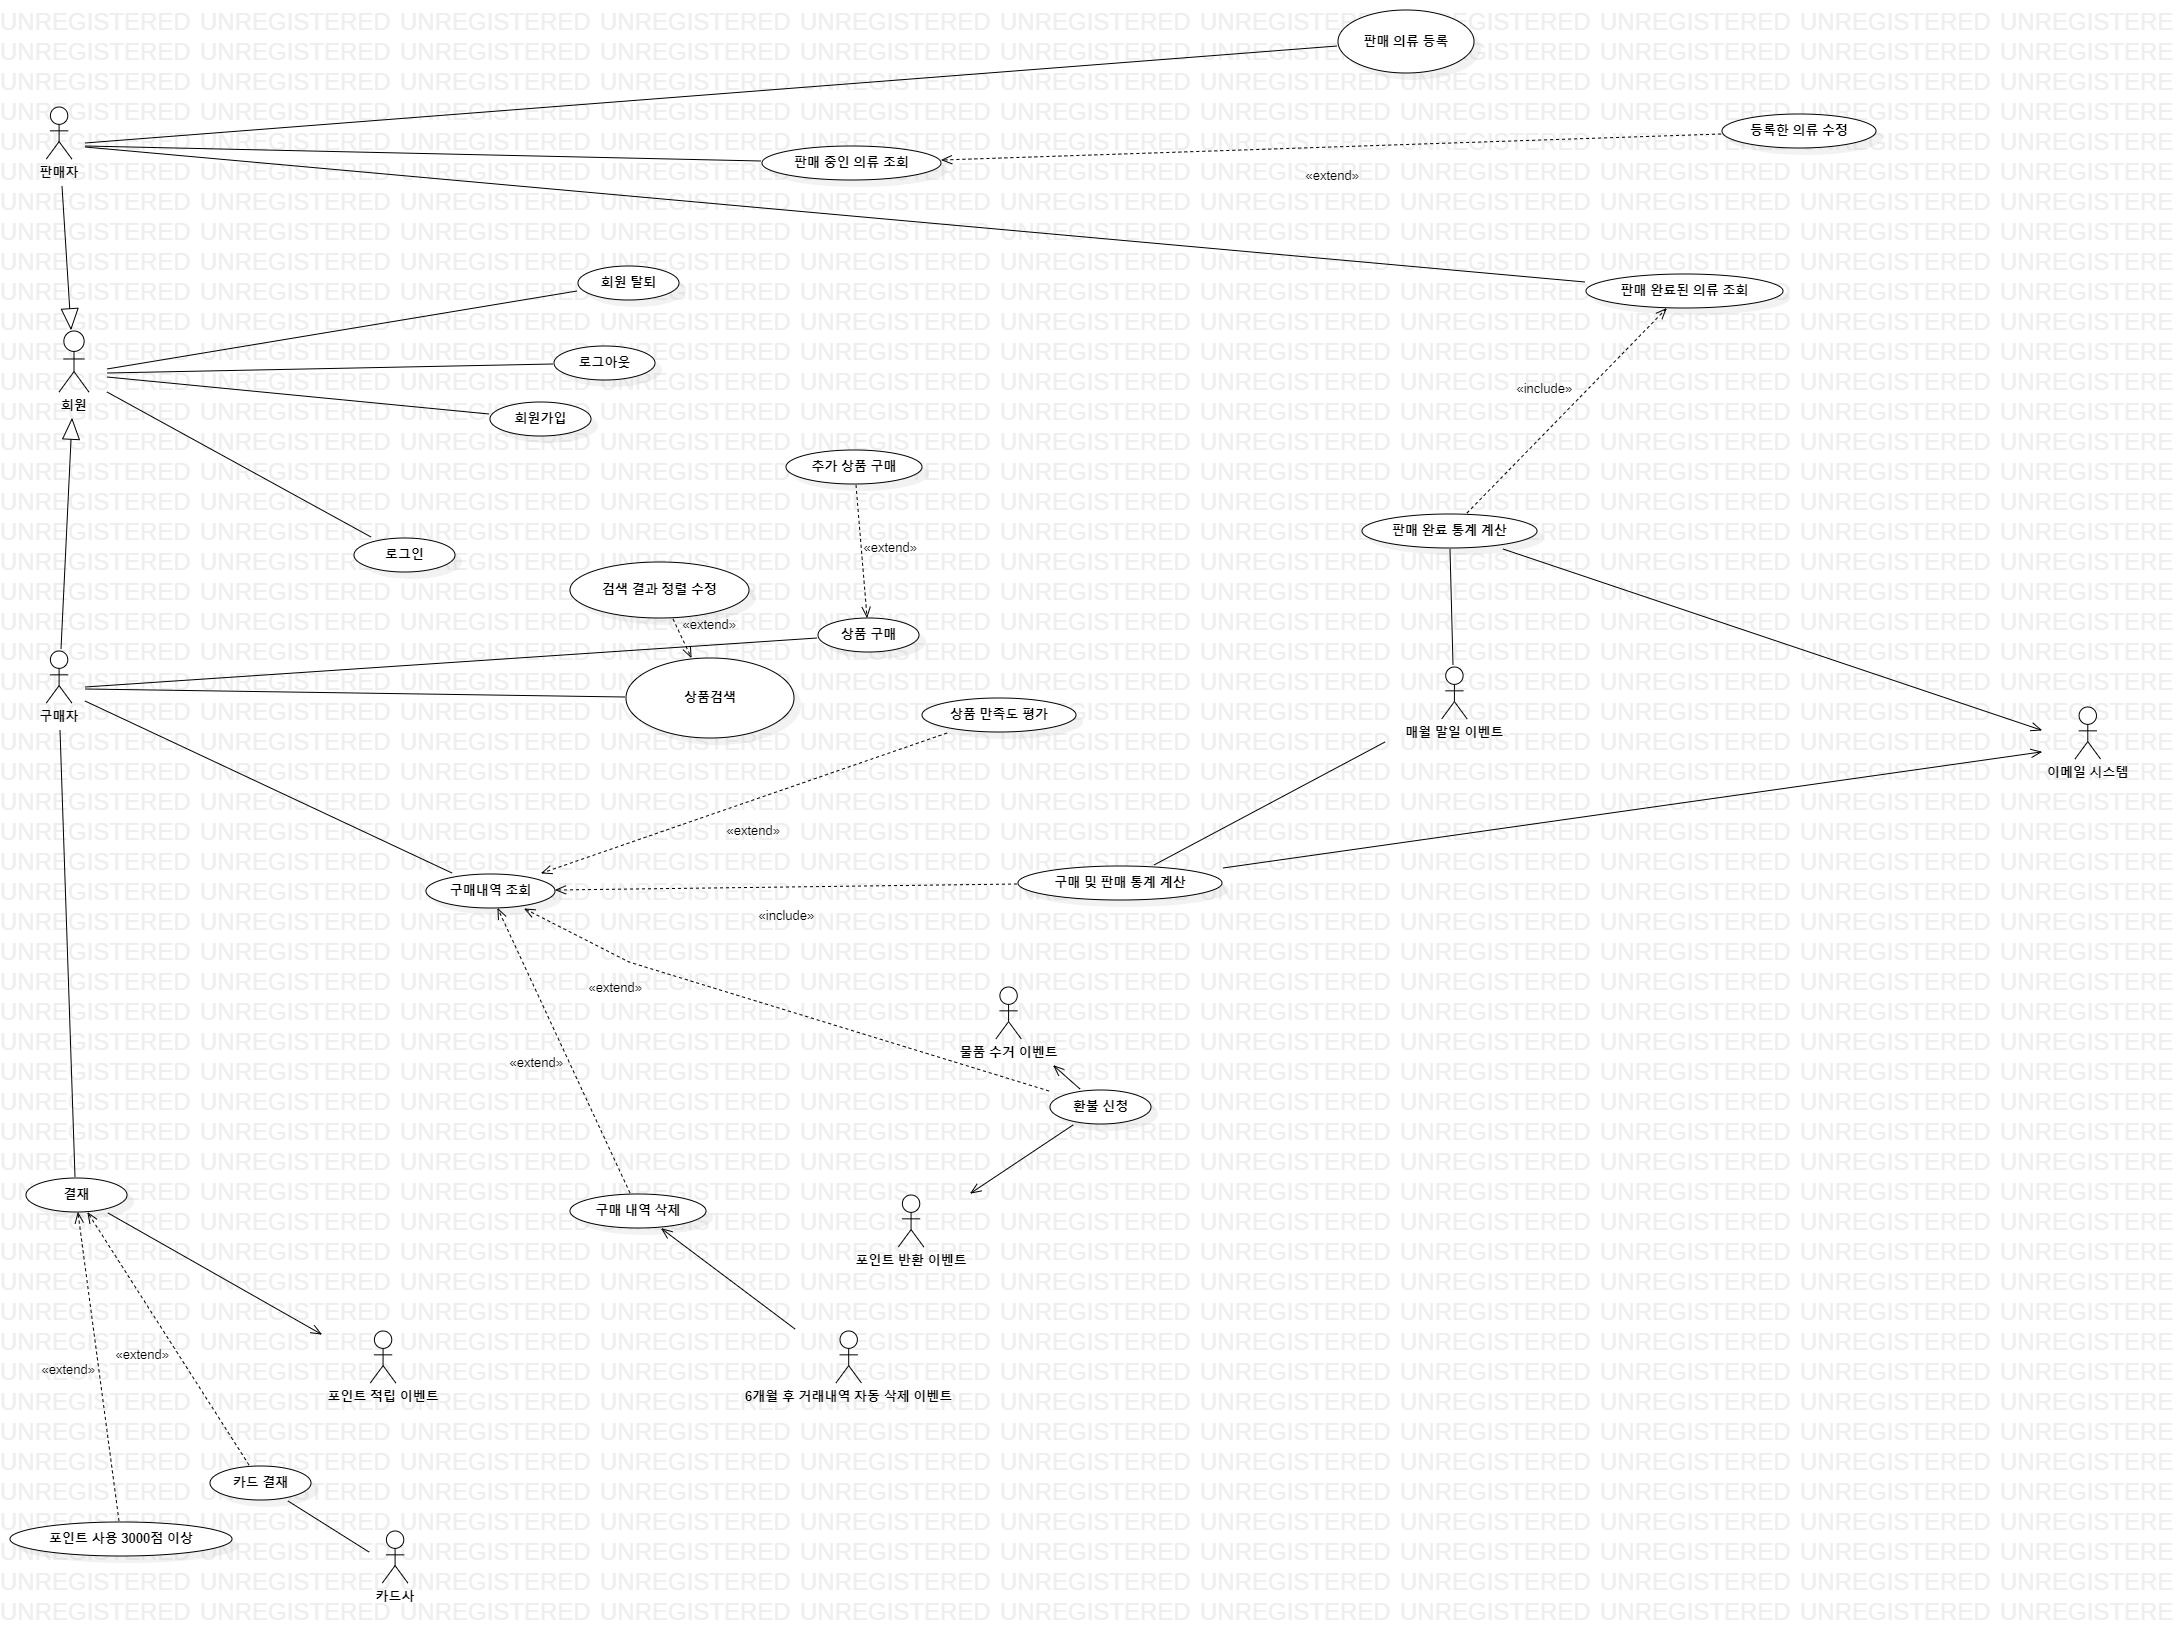 판매 의류 등록
등록한 의류 수정
판매 중인 의류 조회
판매자
«extend»
회원 탈퇴
판매 완료된 의류 조회
로그아웃
«include»
회원
회원가입
추가 상품 구매
판매 완료 통계 계산
로그인
«extend»
검색 결과 정렬 수정
«extend»
상품 구매
상품검색
구매자
상품 만족도 평가
매월 말일 이벤트
이메일 시스템
«extend»
구매내역 조회
구매 및 판매 통계 계산
«include»
«extend»
물품 수거 이벤트
«extend»
환불 신청
결재
구매 내역 삭제
포인트 반환 이벤트
«extend»
«extend»
포인트 적립 이벤트
6개월 후 거래내역 자동 삭제 이벤트
카드 결재
포인트 사용 3000점 이상
카드사
UNREGISTERED